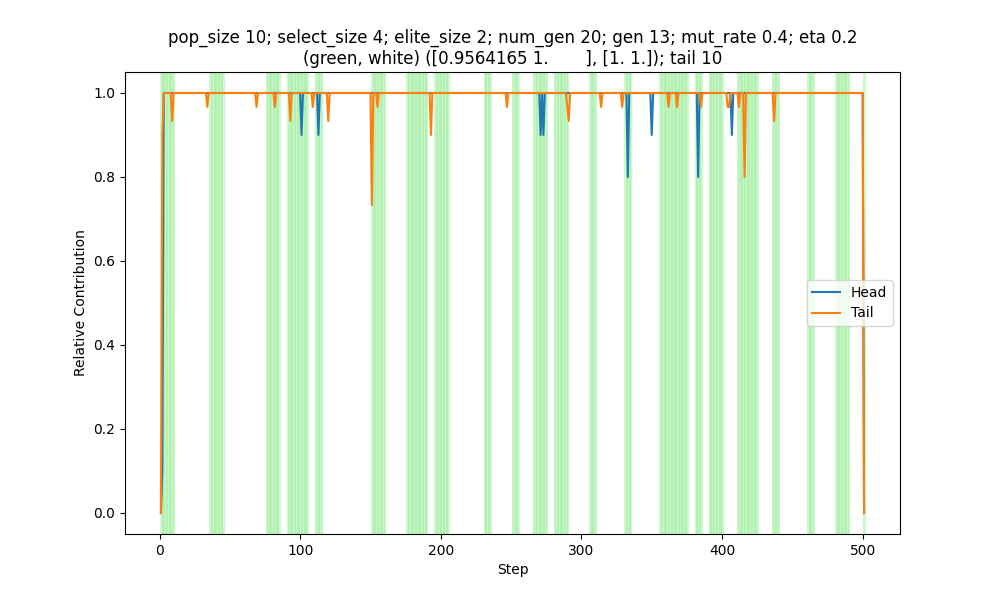 pop_size 10; select_size 4; elite_size 2; num_gen 20; gen 13; mut_rate 0.4; eta 0.2
(green, white) ([0.9564165 1.        ], [1. 1.]); tail 10
Relative Contribution
1.0
0.8
0.6
0.4
0.2
0.0
Head
Tail
0
100
200
300
400
500
Step